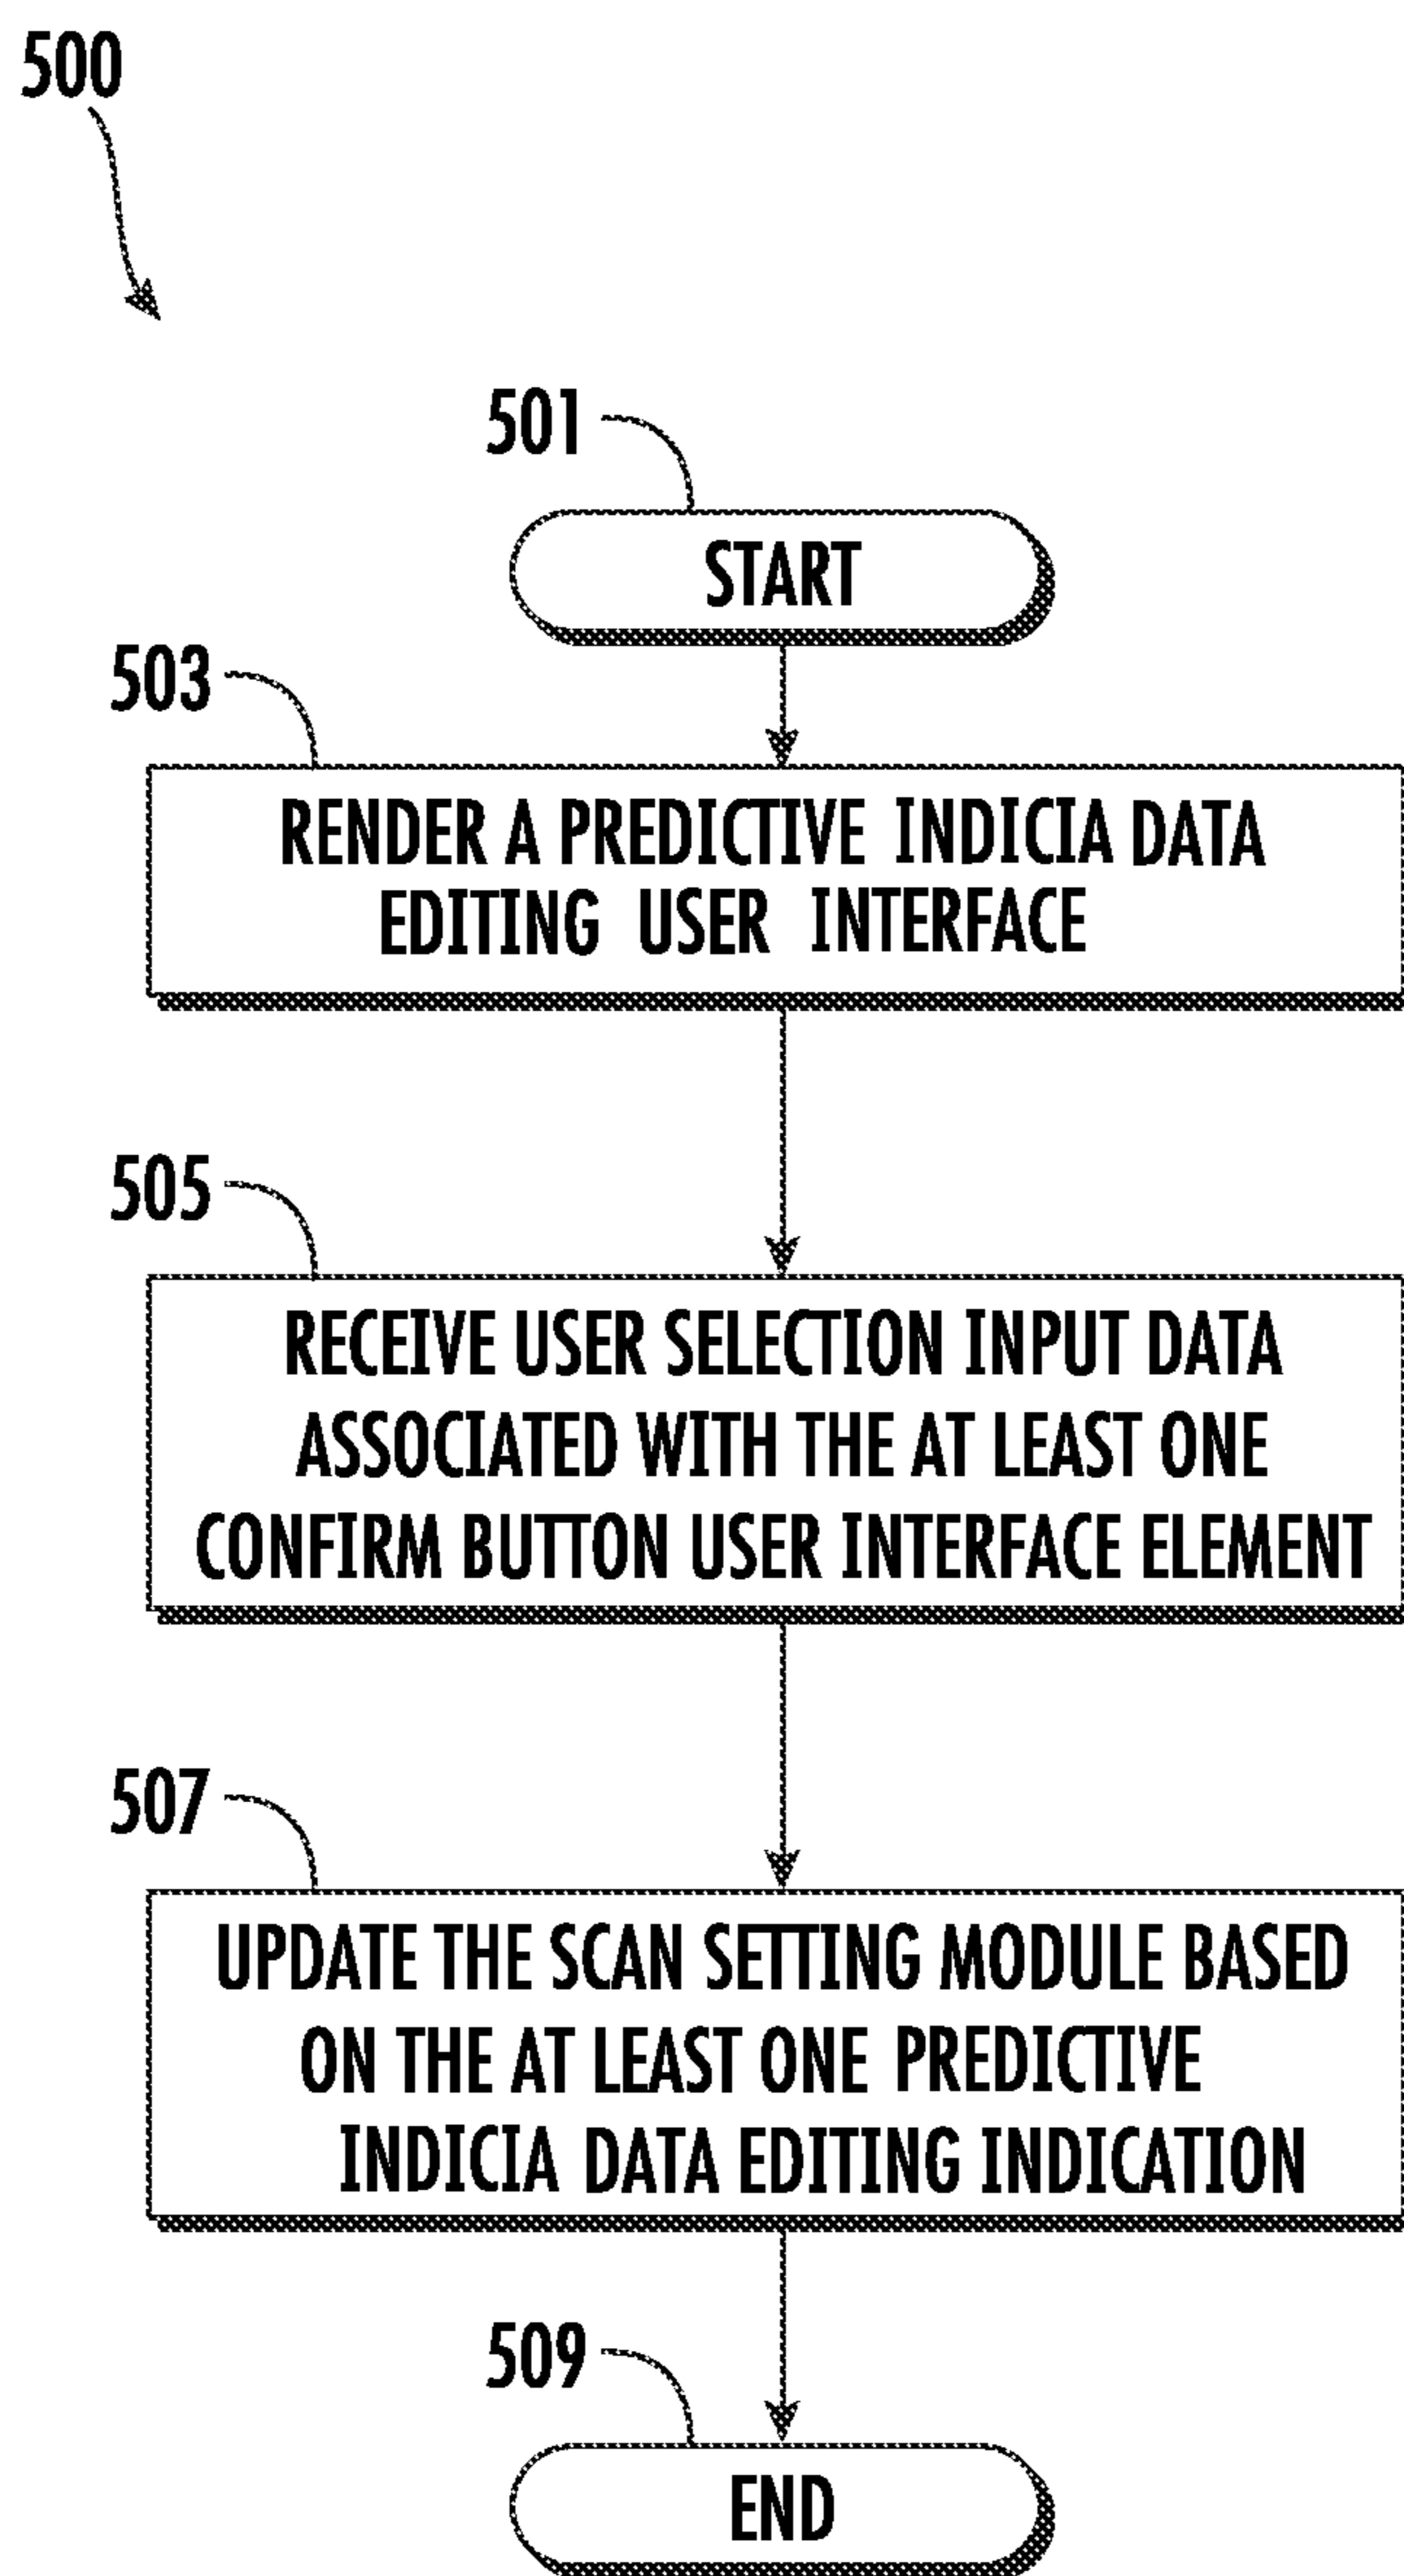 500
501
START
503
RENDER A PREDICTIVE INDICIA DATA
EDITING USER INTERFACE
505
RECEIVE USER SELECTION INPUT DATA
ASSOCIATED WITH THE AT LEAST ONE
CONFIRM BUTTON USER INTERFACE ELEMENT
507
UPDATE THE SCAN SETTING MODULE BASED
ON THE AT LEAST ONE PREDICTIVE
INDICIA DATA EDITING INDICATION
509
END